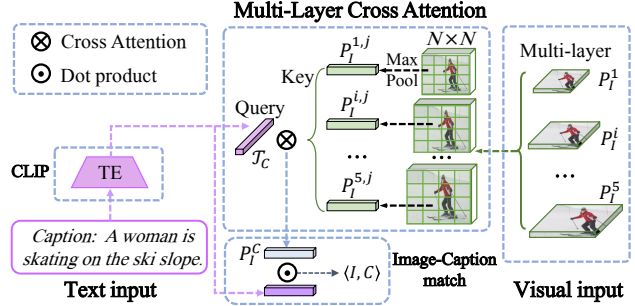 Multi-Layer Cross Attention
Cross Attention
Dot product
CLIP
TE
Caption: A woman is
skating on the ski slope.
Text input
Query
𝒯_C
Key
P_I^{1,j}
P_I^{i,j}
...
P_I^{5,j}
Max
Pool
N×N
...
P_I^C
⟨I, C⟩
Image-Caption
match
Multi-layer
P_I^1
P_I^i
...
P_I^5
Visual input